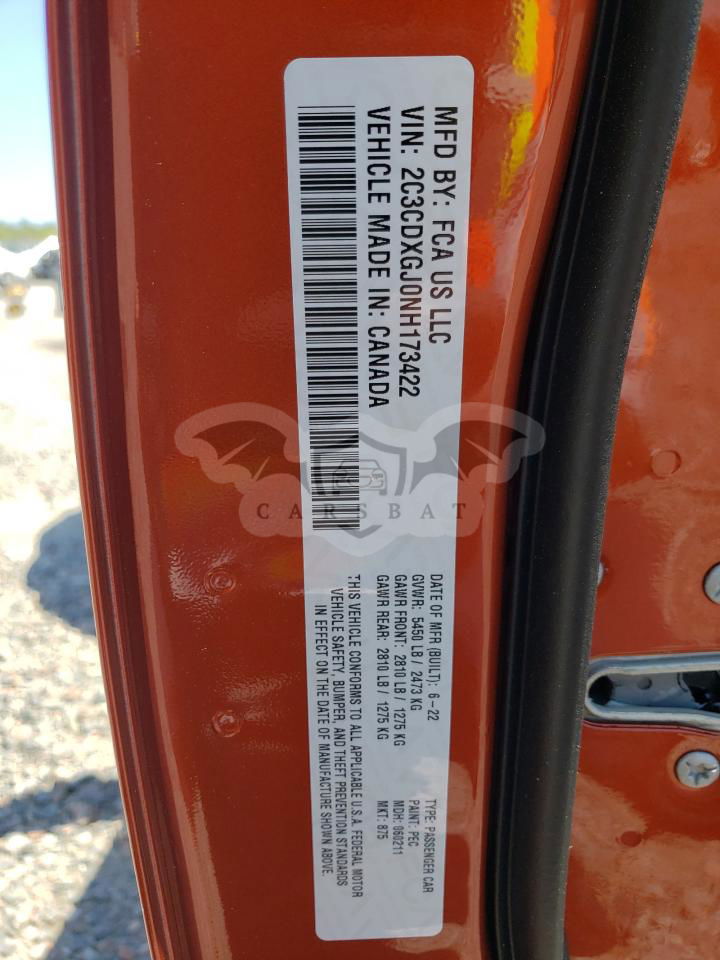 MFD BY: FCA US LLC
VIN: 2C3CDXGJ0NH173422
VEHICLE MADE IN: CANADA
DATE OF MFR (BUILT): 6-22
GVWR: 5450 LB / 2473 KG
GAWR FRONT: 2810 LB / 1275 KG
GAWR REAR: 2810 LB / 1275 KG
TYPE: PASSENGER CAR
PAINT: PEC
MDH: 060211
MKT: 875
THIS VEHICLE CONFORMS TO ALL APPLICABLE U.S.A. FEDERAL MOTOR
VEHICLE SAFETY, BUMPER, AND THEFT PREVENTION STANDARDS
IN EFFECT ON THE DATE OF MANUFACTURE SHOWN ABOVE.
CARSBAT